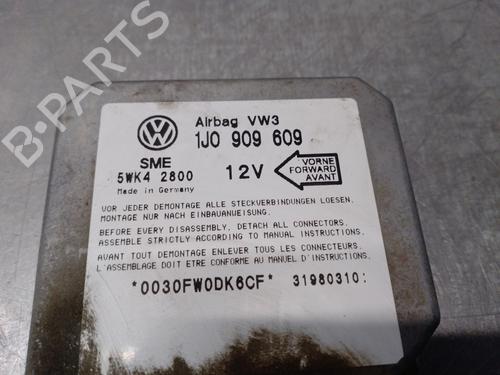 Airbag VW3
1J0 909 609
SME
5WK4 2800
Made in Germany
12V
VORNE
FORWARD
AVANT
VOR JEDER DEMONTAGE ALLE STECKVERBINDUNGEN LOESEN,
MONTAGE NUR NACH EINBAUANWEISUNG.
BEFORE EVERY DISASSEMBLY, DETACH ALL CONNECTORS,
ASSEMBLE STRICTLY ACCORDING TO MANUAL INSTRUCTIONS.
AVANT TOUT DEMONTAGE ENLEVER TOUS LES CONNECTEURS.
L'ASSEMBLAGE DOIT ETRE CONFORME AU MANUEL D'INSTRUCTIONS.
*0030FW0DK6CF* 31980310:
B-PARTS